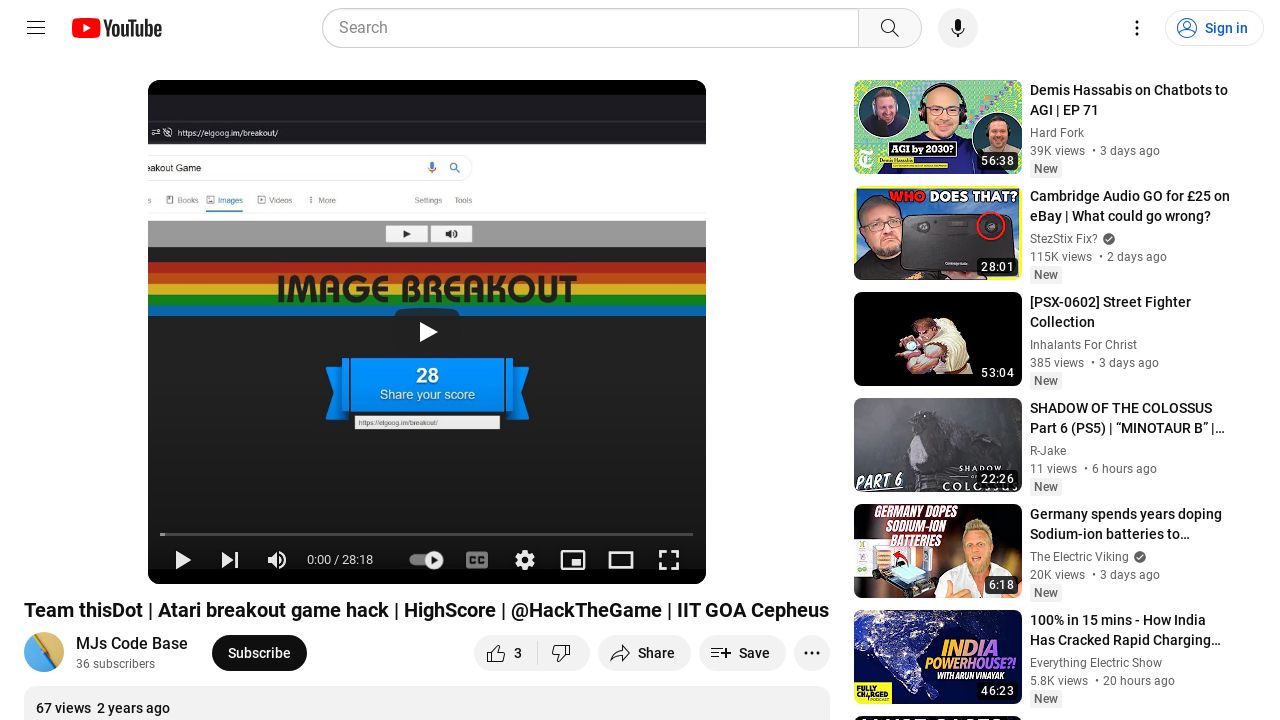 YouTube
Search
Sign in
https://elgoog.im/breakout/
eakout Game
Books
Images
Videos
More
Settings
Tools
IMAGE BREAKOUT
28
Share your score
https://elgoog.im/breakout/
0:00 / 28:18
CC
Team thisDot | Atari breakout game hack | HighScore | @HackTheGame | IIT GOA Cepheus
MJs Code Base
36 subscribers
Subscribe
3
Share
Save
67 views 2 years ago
AGI by 2030?
Demis Hassabis
56:38
Demis Hassabis on Chatbots to
AGI | EP 71
Hard Fork
39K views • 3 days ago
New
WHO DOES THAT?
28:01
Cambridge Audio GO for £25 on
eBay | What could go wrong?
StezStix Fix?
115K views • 2 days ago
New
53:04
[PSX-0602] Street Fighter
Collection
Inhalants For Christ
385 views • 3 days ago
New
PART 6
SHADOW
COLOSSUS
22:26
SHADOW OF THE COLOSSUS
Part 6 (PS5) | “MINOTAUR B” |…
R-Jake
11 views • 6 hours ago
New
GERMANY DOPES
SODIUM-ION
BATTERIES
6:18
Germany spends years doping
Sodium-ion batteries to…
The Electric Viking
20K views • 3 days ago
New
INDIA
POWERHOUSE?!
WITH ARUN VINAYAK
FULLY
CHARGED
PODCAST
46:23
100% in 15 mins - How India
Has Cracked Rapid Charging…
Everything Electric Show
5.8K views • 20 hours ago
New